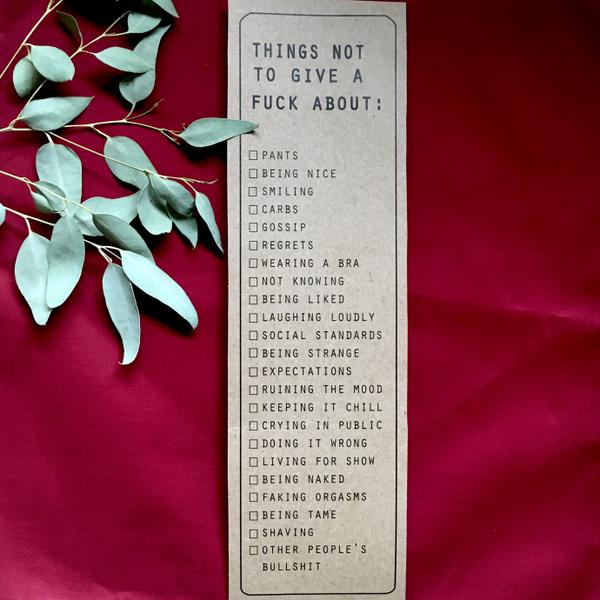 THINGS NOT
TO GIVE A
FUCK ABOUT:
☐ PANTS
☐ BEING NICE
☐ SMILING
☐ CARBS
☐ GOSSIP
☐ REGRETS
☐ WEARING A BRA
☐ NOT KNOWING
☐ BEING LIKED
☐ LAUGHING LOUDLY
☐ SOCIAL STANDARDS
☐ BEING STRANGE
☐ EXPECTATIONS
☐ RUINING THE MOOD
☐ KEEPING IT CHILL
☐ CRYING IN PUBLIC
☐ DOING IT WRONG
☐ LIVING FOR SHOW
☐ BEING NAKED
☐ FAKING ORGASMS
☐ BEING TAME
☐ SHAVING
☐ OTHER PEOPLE'S
BULLSHIT